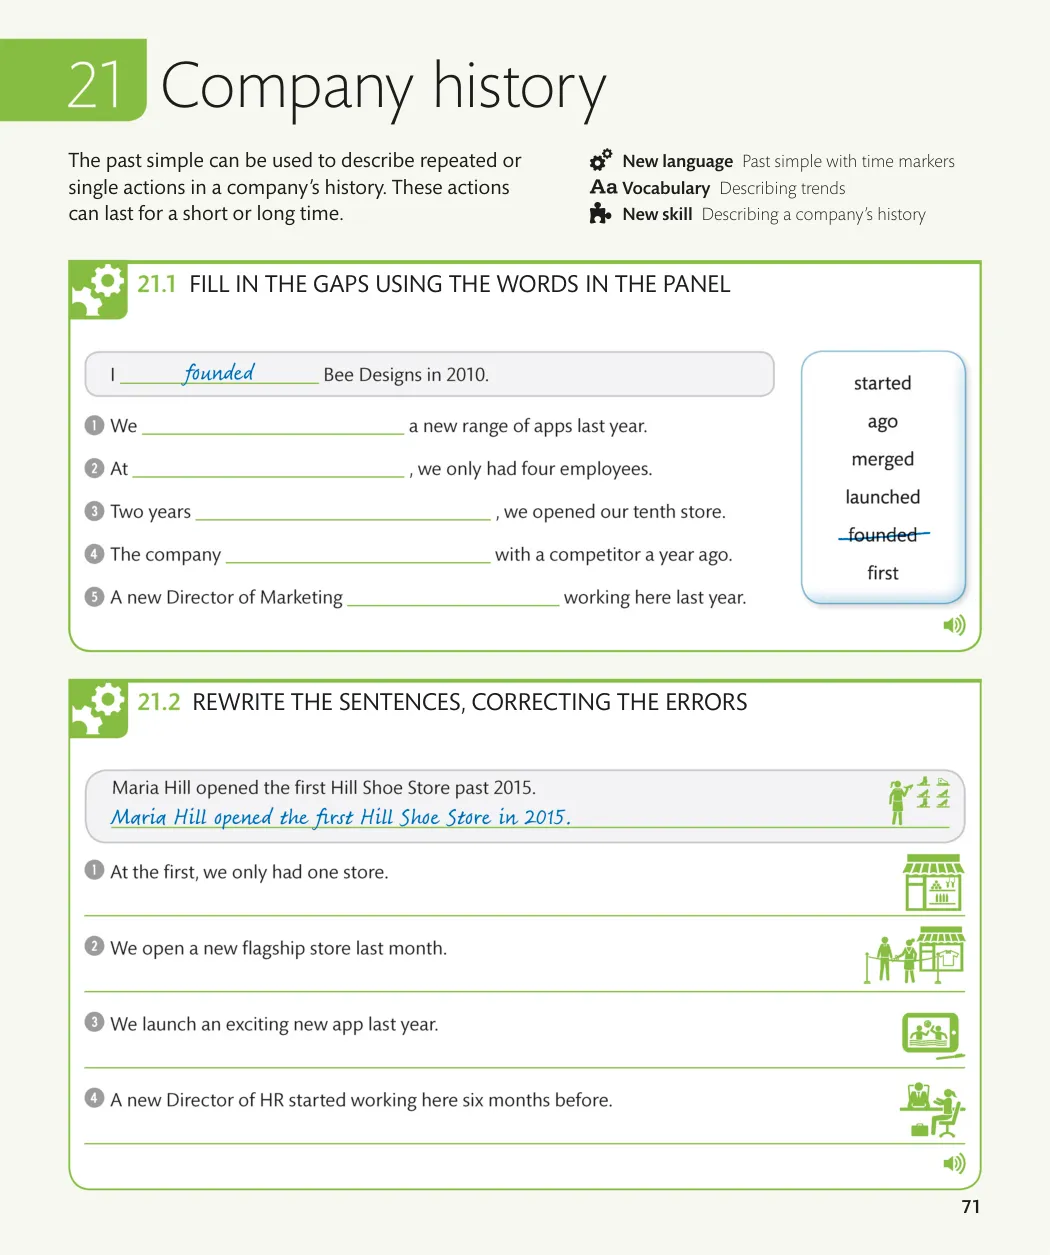 21 Company history
The past simple can be used to describe repeated or
single actions in a company's history. These actions
can last for a short or long time.
New language Past simple with time markers
Aa Vocabulary Describing trends
New skill Describing a company's history
21.1 FILL IN THE GAPS USING THE WORDS IN THE PANEL
I founded Bee Designs in 2010.
1 We ____ a new range of apps last year.
2 At ____ , we only had four employees.
3 Two years ____ , we opened our tenth store.
4 The company ____ with a competitor a year ago.
5 A new Director of Marketing ____ working here last year.
started
ago
merged
launched
founded
first
21.2 REWRITE THE SENTENCES, CORRECTING THE ERRORS
Maria Hill opened the first Hill Shoe Store past 2015.
Maria Hill opened the first Hill Shoe Store in 2015.
1 At the first, we only had one store.
2 We open a new flagship store last month.
3 We launch an exciting new app last year.
4 A new Director of HR started working here six months before.
71